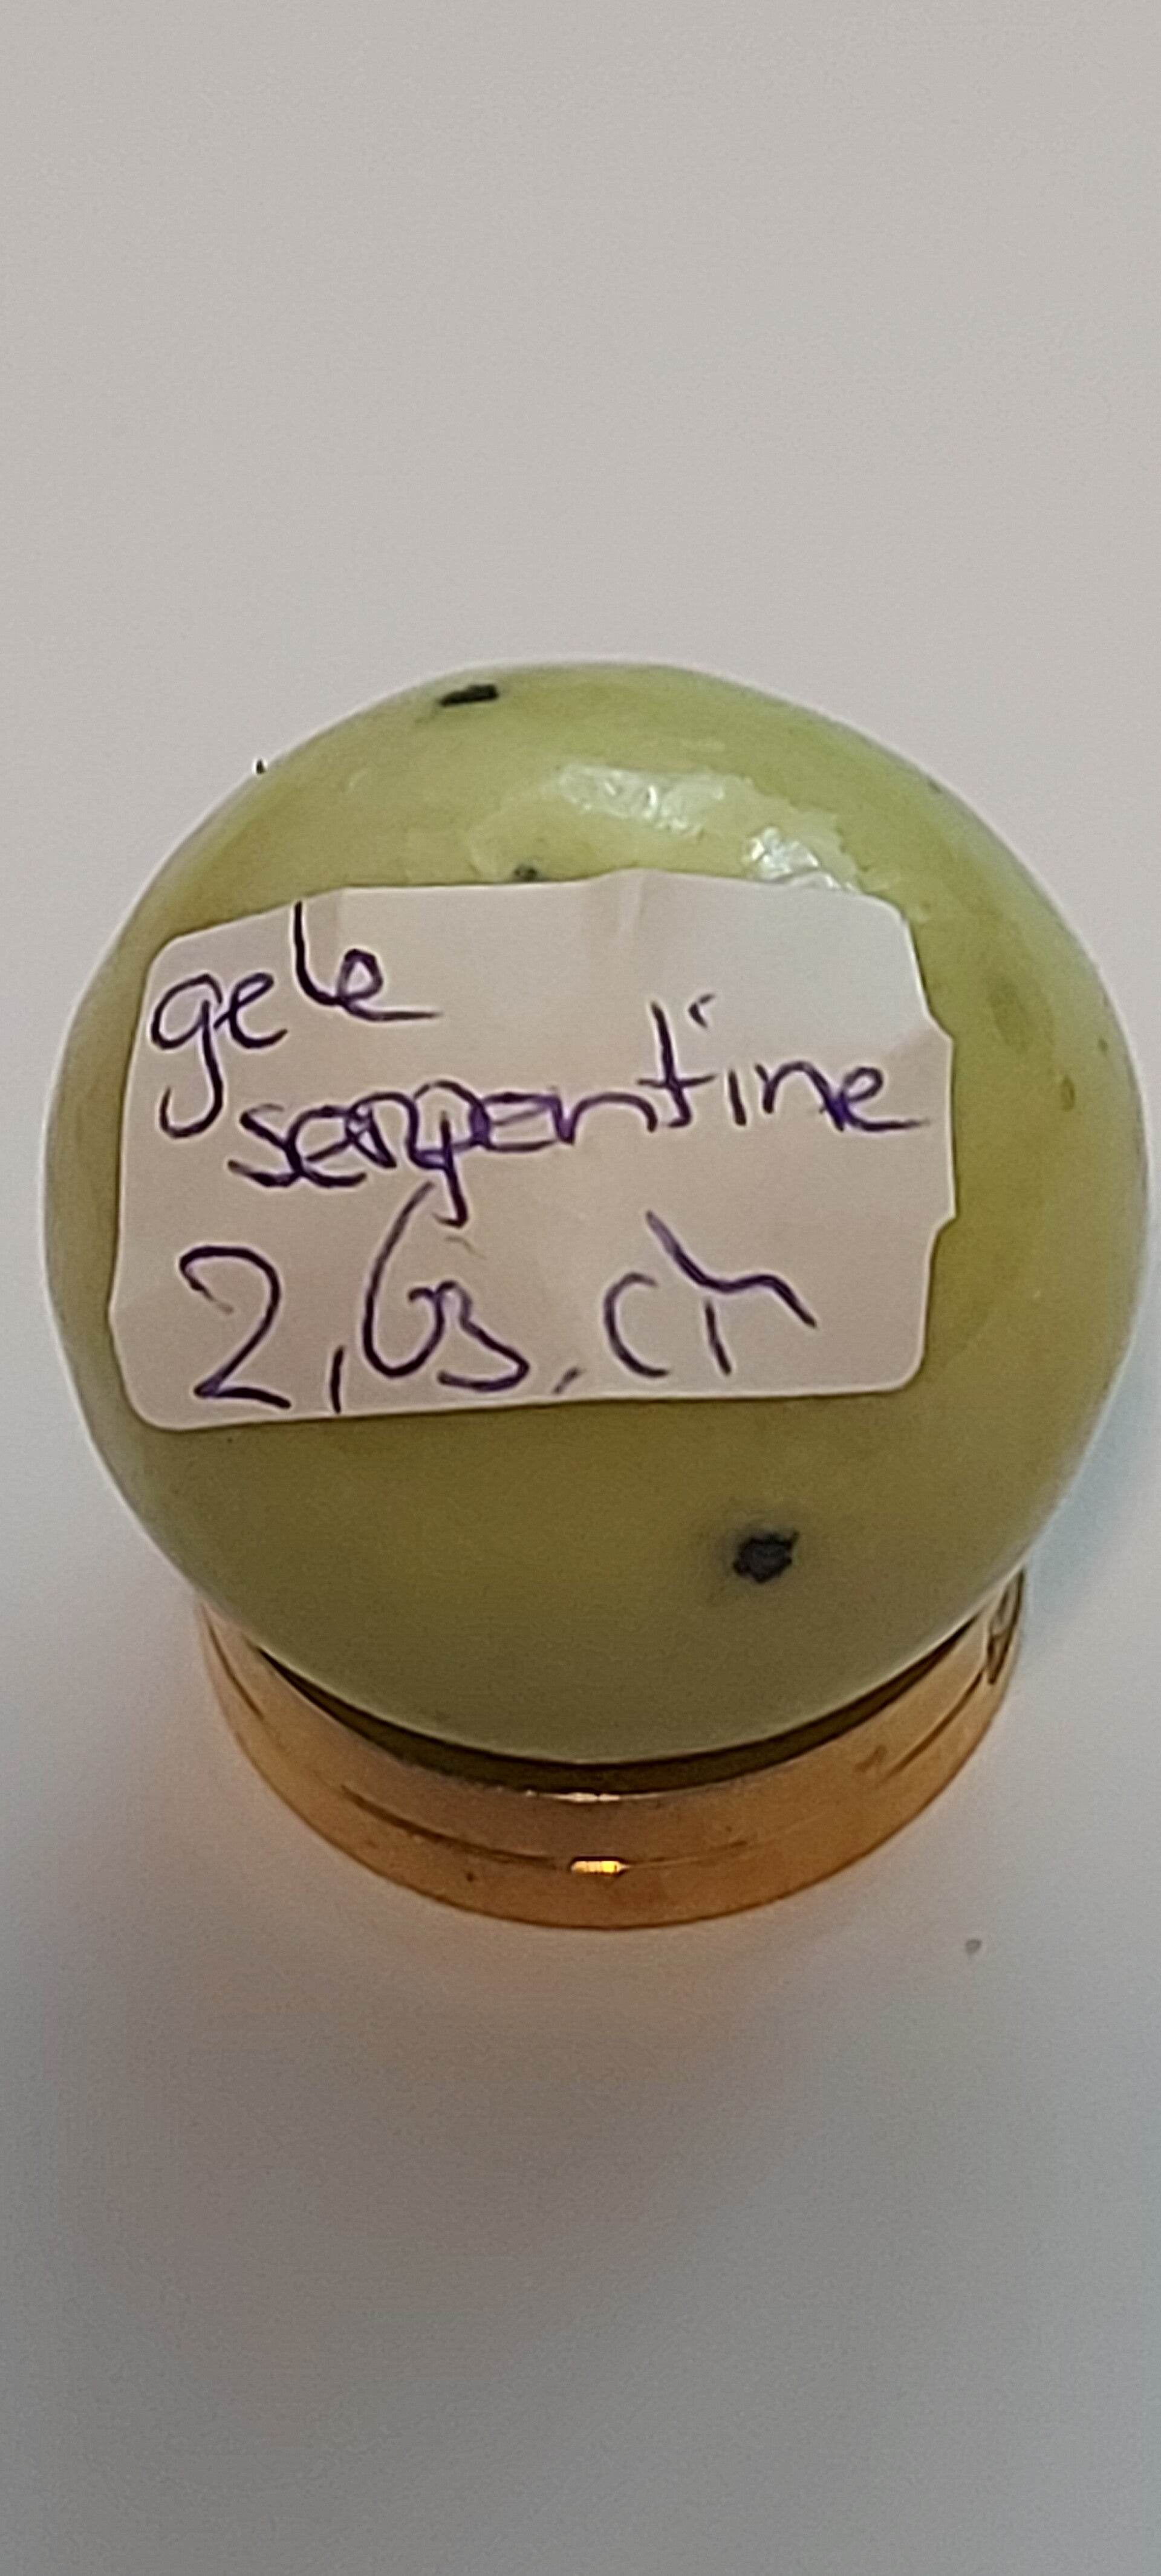 gele
serpentine
2,63.cm